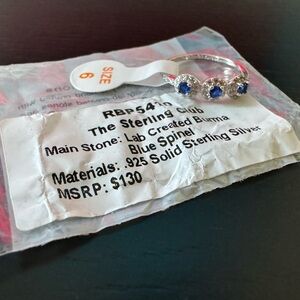 SIZE
6
The Sterling Club
Main Stone: Lab Created Burma
Blue Spinel
Materials: .925 Solid Sterling Silver
MSRP: $130